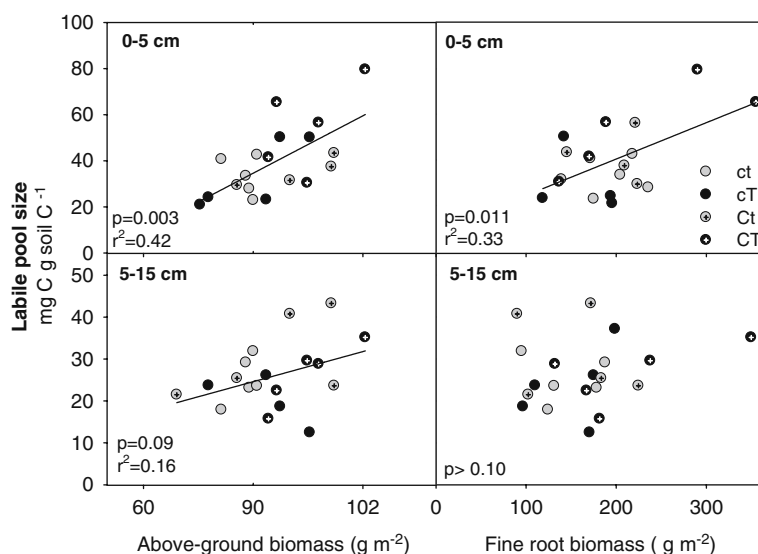 0-5 cm
0-5 cm
100
80
60
40
20
0
p=0.003
r²=0.42
p=0.011
r²=0.33
ct
cT
Ct
CT
Labile pool size
mg C g soil C⁻¹
5-15 cm
5-15 cm
50
40
30
20
10
0
p=0.09
r²=0.16
p> 0.10
60
90
102
0
100
200
300
Above-ground biomass (g m⁻²)
Fine root biomass ( g m⁻²)